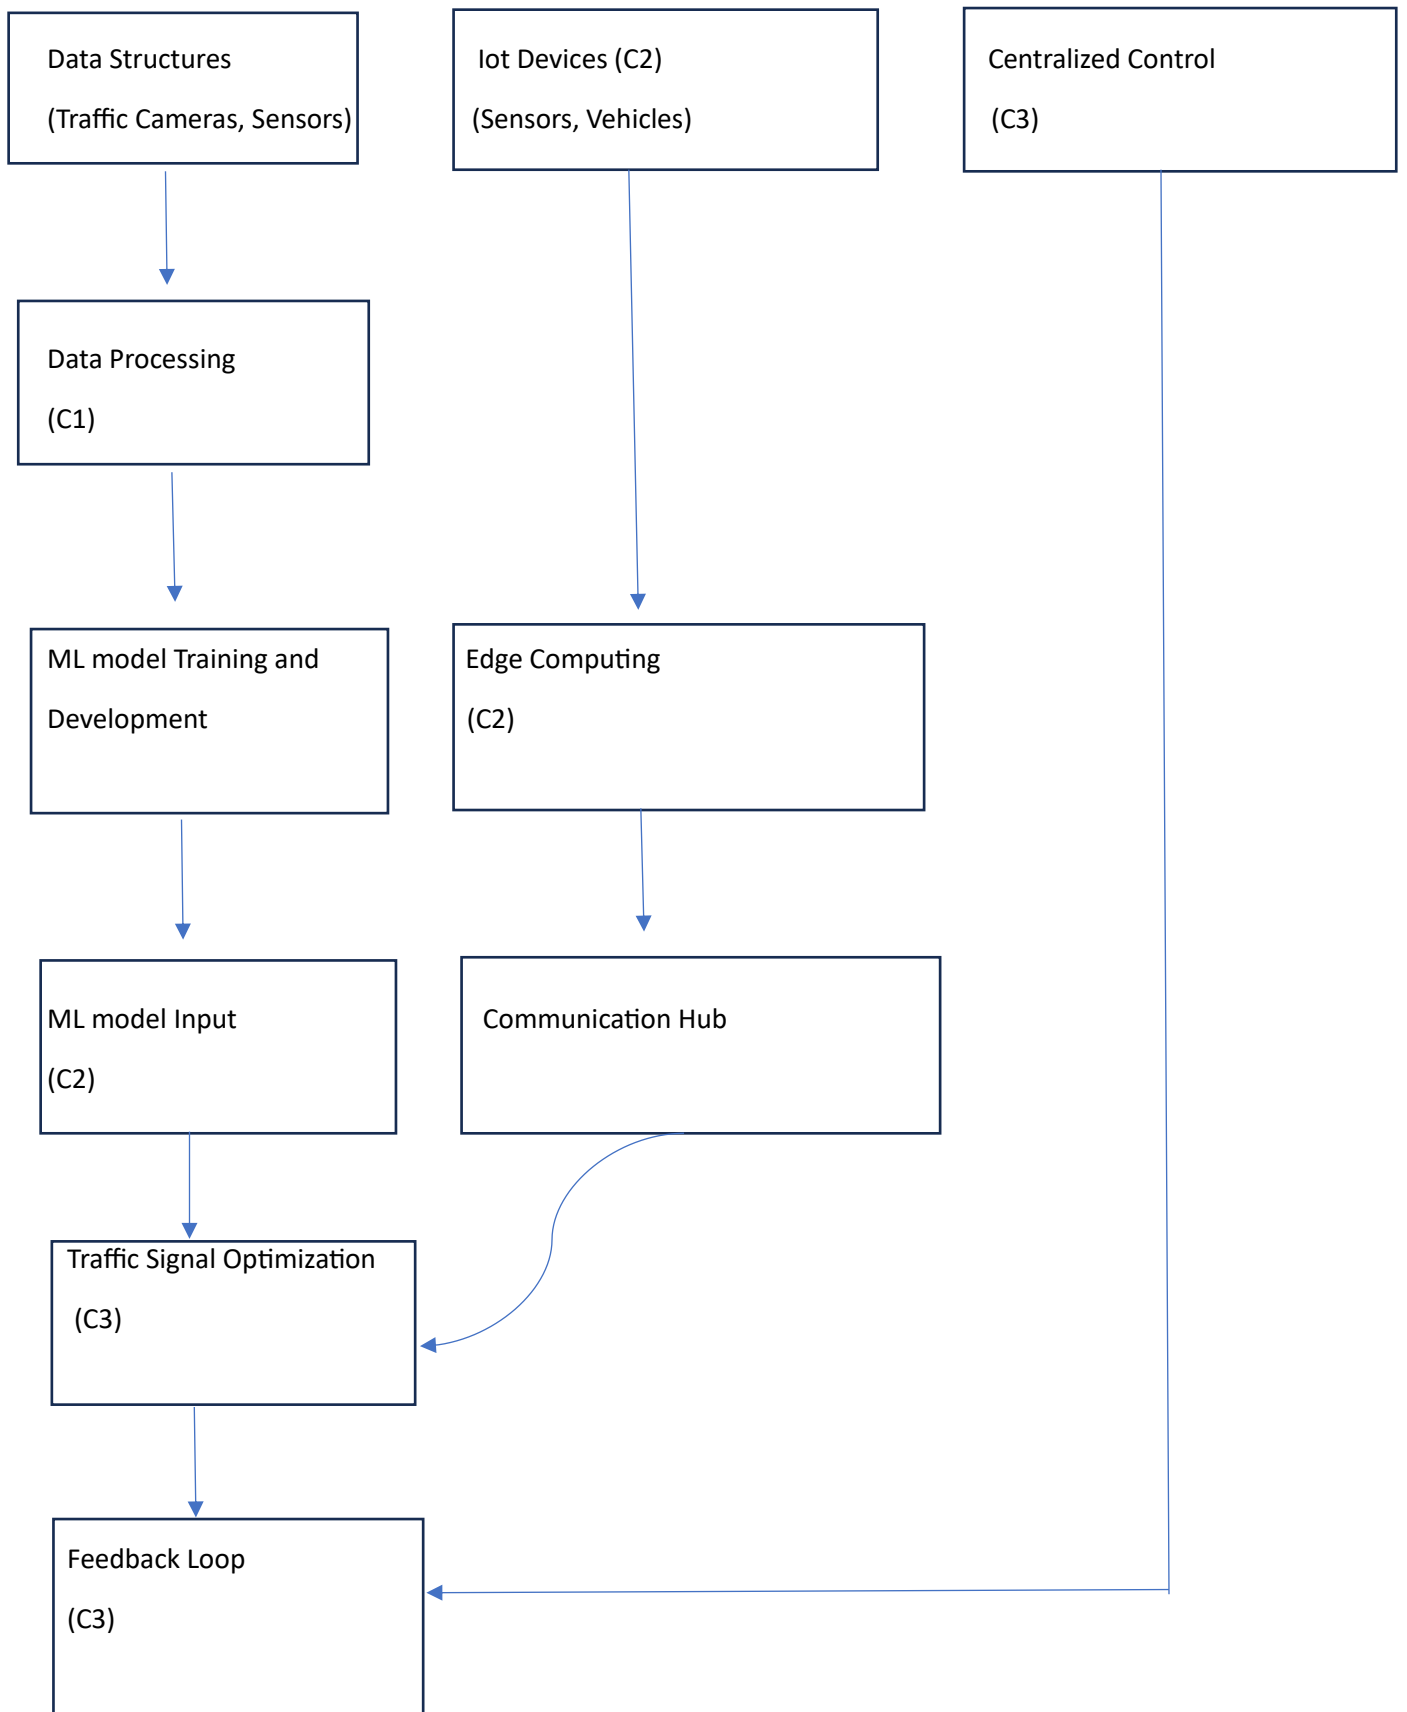 Data Structures
(Traffic Cameras, Sensors)
Iot Devices (C2)
(Sensors, Vehicles)
Centralized Control
(C3)
Data Processing
(C1)
ML model Training and
Development
Edge Computing
(C2)
ML model Input
(C2)
Communication Hub
Traffic Signal Optimization
(C3)
Feedback Loop
(C3)